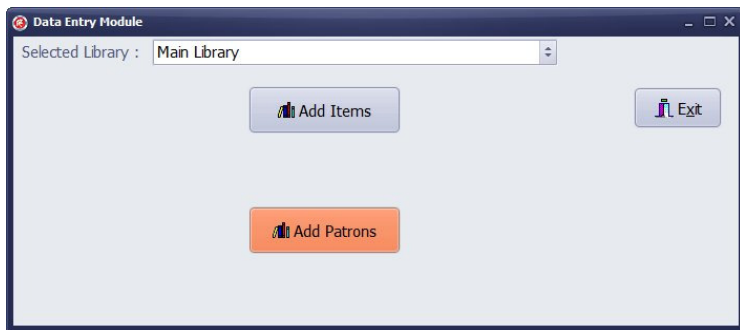 Data Entry Module
Selected Library : Main Library
Add Items
Exit
Add Patrons